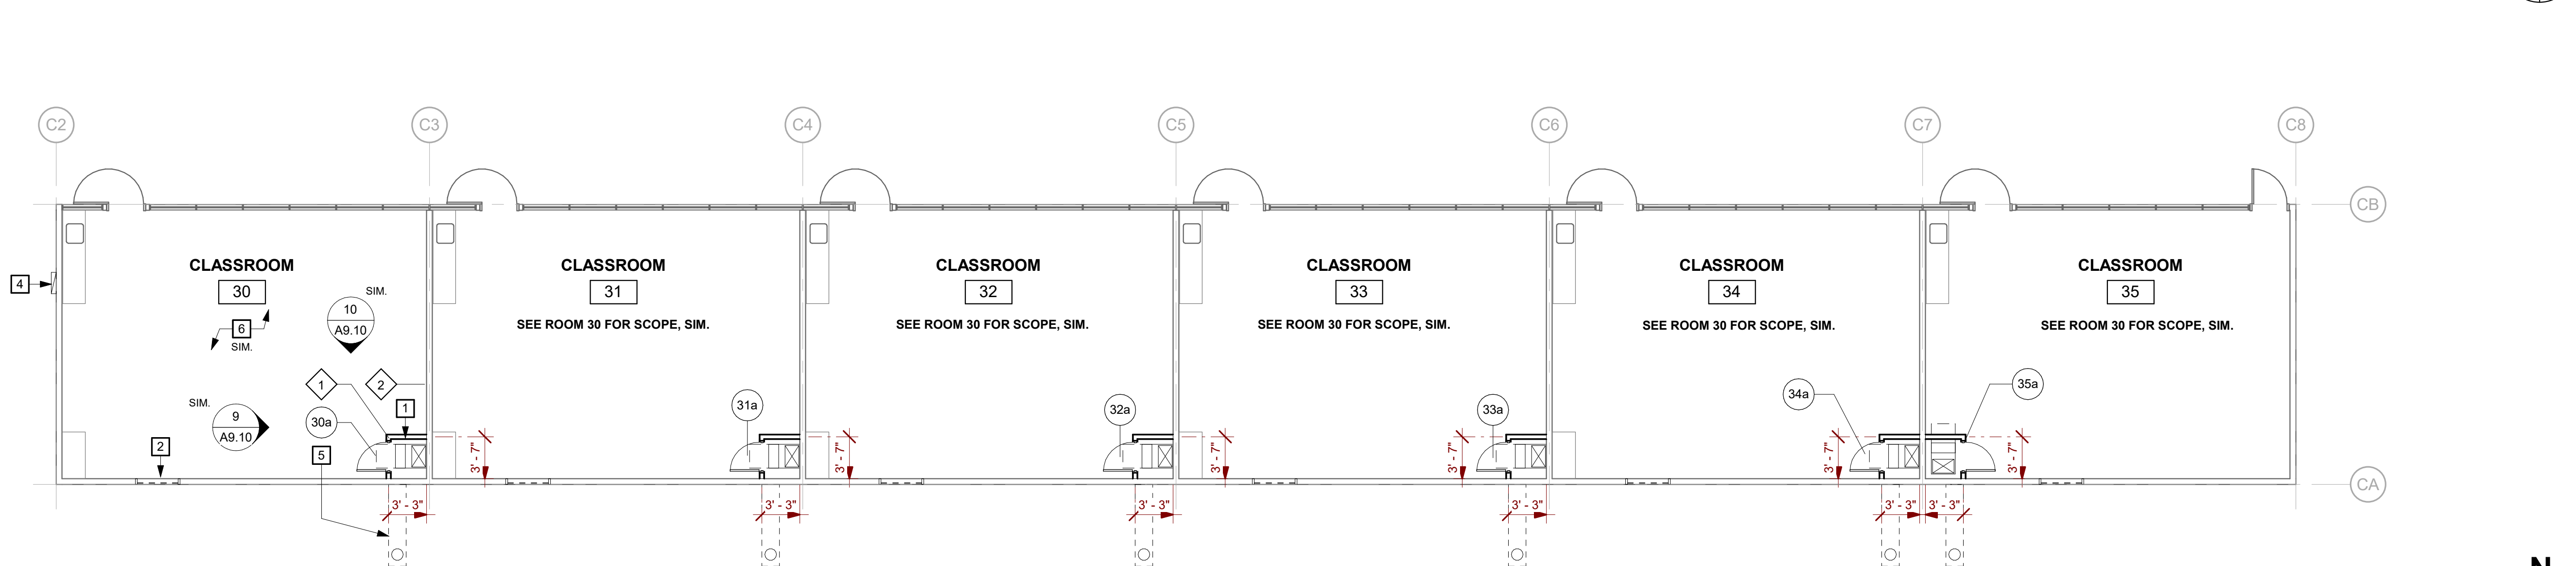 C2
C3
C4
C5
C6
C7
C8
CB
CLASSROOM
30
CLASSROOM
31
SEE ROOM 30 FOR SCOPE, SIM.
CLASSROOM
32
SEE ROOM 30 FOR SCOPE, SIM.
CLASSROOM
33
SEE ROOM 30 FOR SCOPE, SIM.
CLASSROOM
34
SEE ROOM 30 FOR SCOPE, SIM.
CLASSROOM
35
SEE ROOM 30 FOR SCOPE, SIM.
4
SIM.
10
A9.10
6
SIM.
1
2
SIM.
9
A9.10
30a
1
2
5
31a
32a
33a
34a
35a
3' - 7"
3' - 7"
3' - 7"
3' - 7"
3' - 7"
3' - 7"
CA
3' - 3"
3' - 3"
3' - 3"
3' - 3"
3' - 3"
3' - 3"